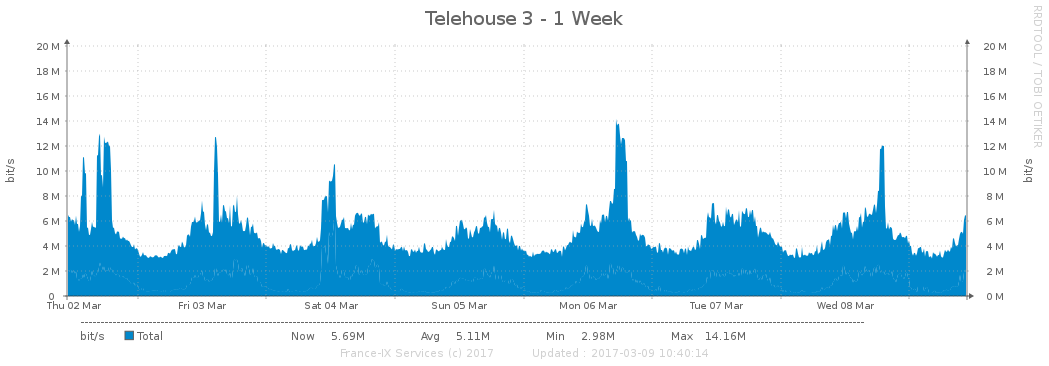 Telehouse 3 - 1 Week
RRDTOOL / TOBI OETIKER
bit/s
bit/s
20 M 20 M
18 M 18 M
16 M 16 M
14 M 14 M
12 M 12 M
10 M 10 M
8 M 8 M
6 M 6 M
4 M 4 M
2 M 2 M
0 0 M
Thu 02 Mar Fri 03 Mar Sat 04 Mar Sun 05 Mar Mon 06 Mar Tue 07 Mar Wed 08 Mar
bit/s Total Now 5.69M Avg 5.11M Min 2.98M Max 14.16M
France-IX Services (c) 2017 Updated : 2017-03-09 10:40:14